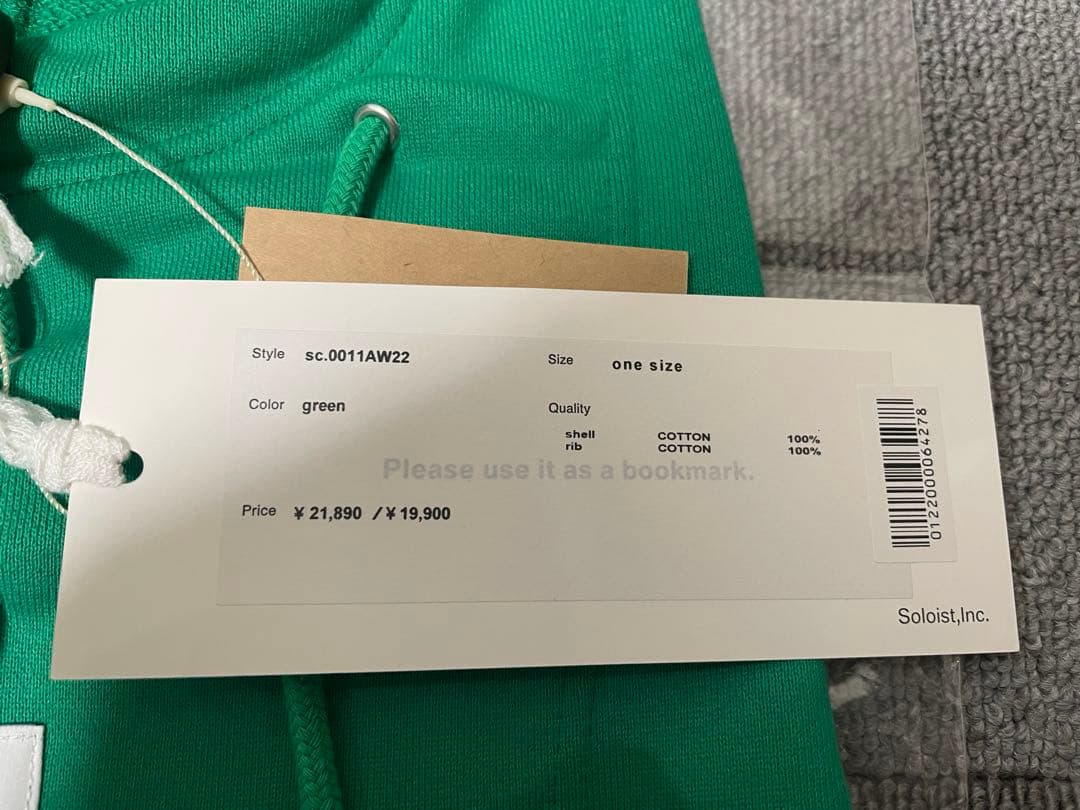 Style sc.0011AW22
Size one size
Color green
Quality
shell COTTON 100%
rib COTTON 100%
Please use it as a bookmark.
Price ¥ 21,890 / ¥ 19,900
0122000064278
Soloist,Inc.